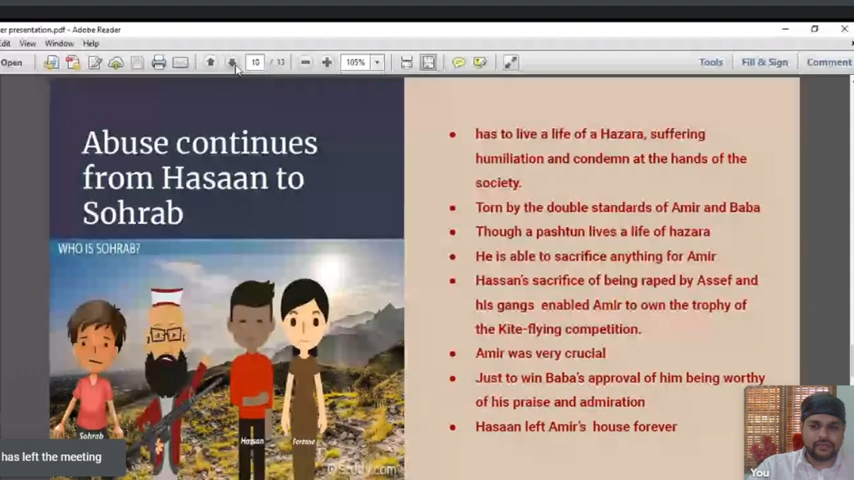 er presentation.pdf - Adobe Reader
Edit View Window Help
Open
10 / 13
105%
Tools Fill & Sign Comment
Abuse continues
from Hasaan to
Sohrab
WHO IS SOHRAB?
Sohrab
Hassan
Farzana
© Study.com
• has to live a life of a Hazara, suffering
humiliation and condemn at the hands of the
society.
• Torn by the double standards of Amir and Baba
• Though a pashtun lives a life of hazara
• He is able to sacrifice anything for Amir
• Hassan's sacrifice of being raped by Assef and
his gangs enabled Amir to own the trophy of
the Kite-flying competition.
• Amir was very crucial
• Just to win Baba's approval of him being worthy
of his praise and admiration
• Hasaan left Amir's house forever
has left the meeting
You